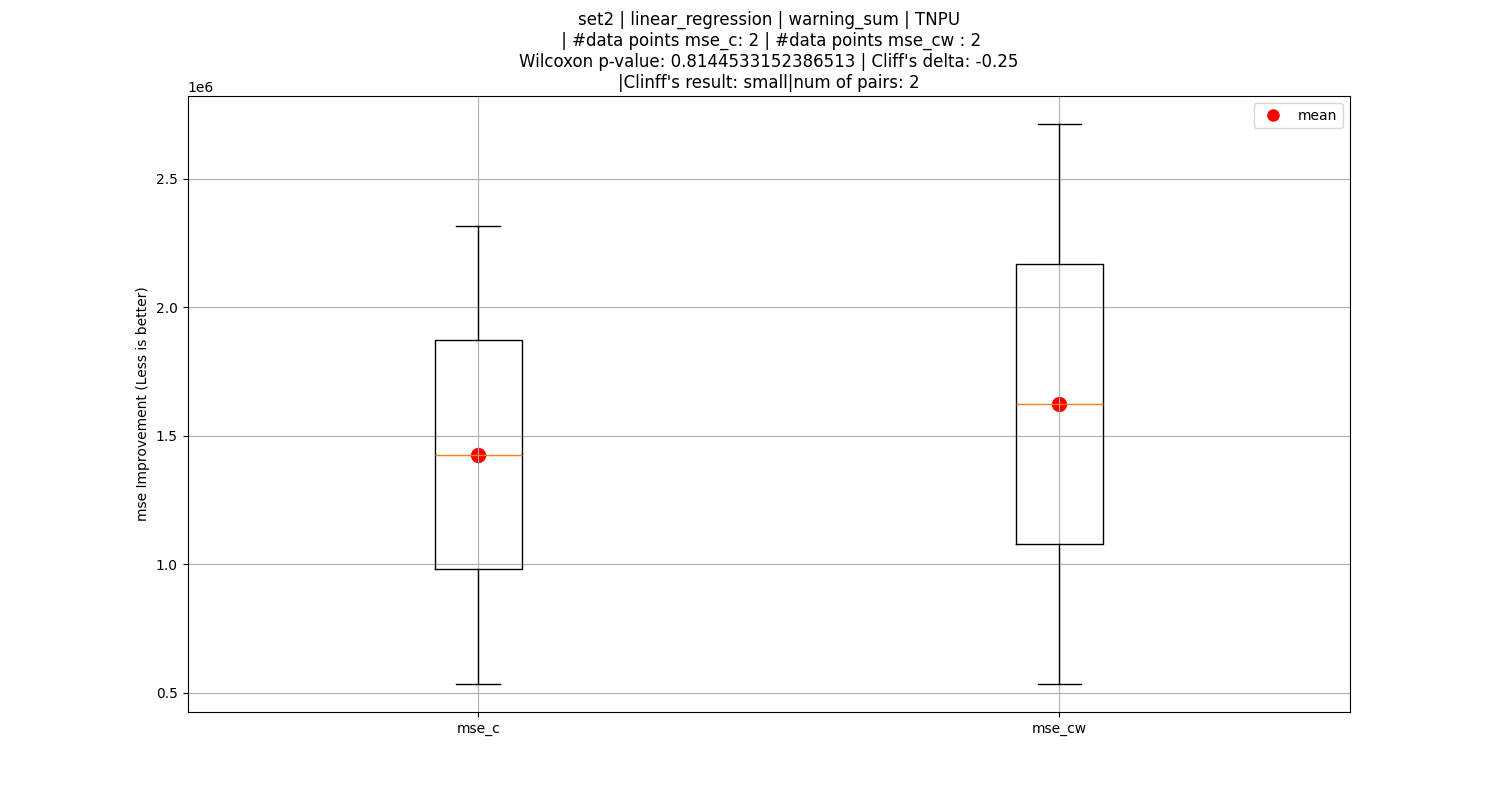 set2 | linear_regression | warning_sum | TNPU
| #data points mse_c: 2 | #data points mse_cw : 2
Wilcoxon p-value: 0.8144533152386513 | Cliff's delta: -0.25
|Clinff's result: small|num of pairs: 2
1e6
mean
2.5
2.0
1.5
1.0
0.5
mse Improvement (Less is better)
mse_c
mse_cw